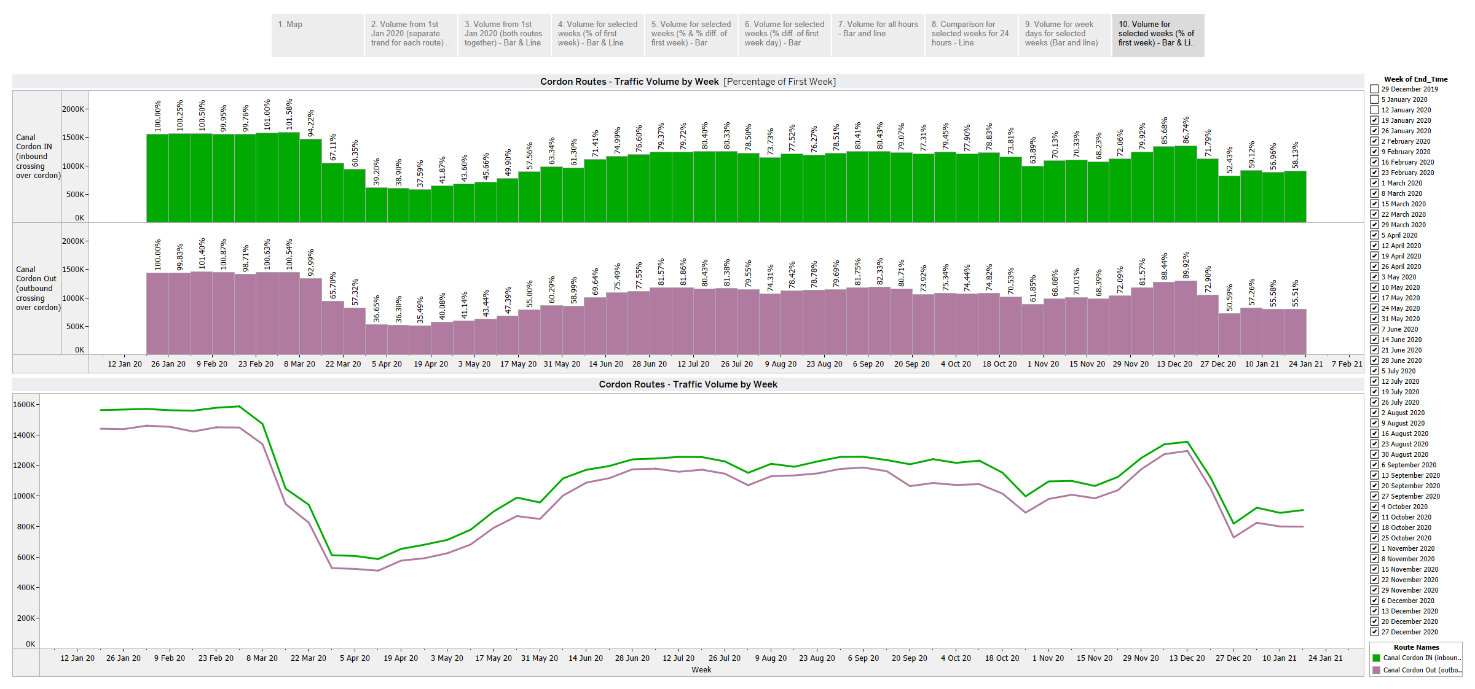 1. Map
2. Volume from 1st
Jan 2020 (separate
trend for each route) ..
3. Volume from 1st
Jan 2020 (both routes
together) - Bar & Line
4. Volume for selected
weeks (% of first
week) - Bar & Line
5. Volume for selected
weeks (% & % diff. of
first week) - Bar
6. Volume for selected
weeks (% diff. of first
week day) - Bar
7. Volume for all hours
- Bar and line
8. Comparison for
selected weeks for 24
hours - Line
9. Volume for week
days for selected
weeks (Bar and line)
10. Volume for
selected weeks (% of
first week) - Bar & Li..
Cordon Routes - Traffic Volume by Week [Percentage of First Week]
Canal
Cordon IN
(inbound
crossing
over cordon)
2000K
1500K
1000K
500K
0K
100.00% 100.25% 100.50% 99.95% 99.76% 101.00% 101.58% 94.22% 67.11% 60.35% 39.20% 38.90% 37.59% 41.87% 43.60% 45.66% 49.90% 57.56% 63.34% 61.30% 71.41% 74.99% 76.60% 79.37% 79.72% 80.40% 80.33% 78.50% 73.73% 77.52% 76.27% 78.51% 80.41% 80.43% 79.07% 77.31% 79.45% 77.90% 78.83% 73.81% 63.89% 70.13% 70.33% 68.23% 72.06% 79.92% 85.68% 86.74% 71.79% 52.43% 59.12% 56.96% 58.13%
Canal
Cordon Out
(outbound
crossing
over cordon)
2000K
1500K
1000K
500K
0K
100.00% 99.83% 101.40% 100.87% 98.71% 100.63% 100.54% 92.99% 65.70% 57.32% 36.65% 36.30% 35.49% 40.08% 41.14% 43.44% 47.39% 55.00% 60.29% 58.99% 69.64% 75.49% 77.55% 81.57% 81.86% 80.43% 81.38% 79.55% 74.31% 78.42% 78.78% 79.69% 81.75% 82.33% 80.71% 73.92% 75.34% 74.44% 74.82% 70.53% 61.85% 68.08% 70.01% 68.39% 72.09% 81.57% 88.44% 89.92% 72.90% 50.59% 57.26% 55.58% 55.51%
12 Jan 20 26 Jan 20 9 Feb 20 23 Feb 20 8 Mar 20 22 Mar 20 5 Apr 20 19 Apr 20 3 May 20 17 May 20 31 May 20 14 Jun 20 28 Jun 20 12 Jul 20 26 Jul 20 9 Aug 20 23 Aug 20 6 Sep 20 20 Sep 20 4 Oct 20 18 Oct 20 1 Nov 20 15 Nov 20 29 Nov 20 13 Dec 20 27 Dec 20 10 Jan 21 24 Jan 21 7 Feb 21
Cordon Routes - Traffic Volume by Week
1600K
1400K
1200K
1000K
800K
600K
400K
200K
0K
12 Jan 20 26 Jan 20 9 Feb 20 23 Feb 20 8 Mar 20 22 Mar 20 5 Apr 20 19 Apr 20 3 May 20 17 May 20 31 May 20 14 Jun 20 28 Jun 20 12 Jul 20 26 Jul 20 9 Aug 20 23 Aug 20 6 Sep 20 20 Sep 20 4 Oct 20 18 Oct 20 1 Nov 20 15 Nov 20 29 Nov 20 13 Dec 20 27 Dec 20 10 Jan 21 24 Jan 21
Week
Week of End_Time
29 December 2019
5 January 2020
12 January 2020
19 January 2020
26 January 2020
2 February 2020
9 February 2020
16 February 2020
23 February 2020
1 March 2020
8 March 2020
15 March 2020
22 March 2020
29 March 2020
5 April 2020
12 April 2020
19 April 2020
26 April 2020
3 May 2020
10 May 2020
17 May 2020
24 May 2020
31 May 2020
7 June 2020
14 June 2020
21 June 2020
28 June 2020
5 July 2020
12 July 2020
19 July 2020
26 July 2020
2 August 2020
9 August 2020
16 August 2020
23 August 2020
30 August 2020
6 September 2020
13 September 2020
20 September 2020
27 September 2020
4 October 2020
11 October 2020
18 October 2020
25 October 2020
1 November 2020
8 November 2020
15 November 2020
22 November 2020
29 November 2020
6 December 2020
13 December 2020
20 December 2020
27 December 2020
Route Names
Canal Cordon IN (inboun..
Canal Cordon Out (outbo..